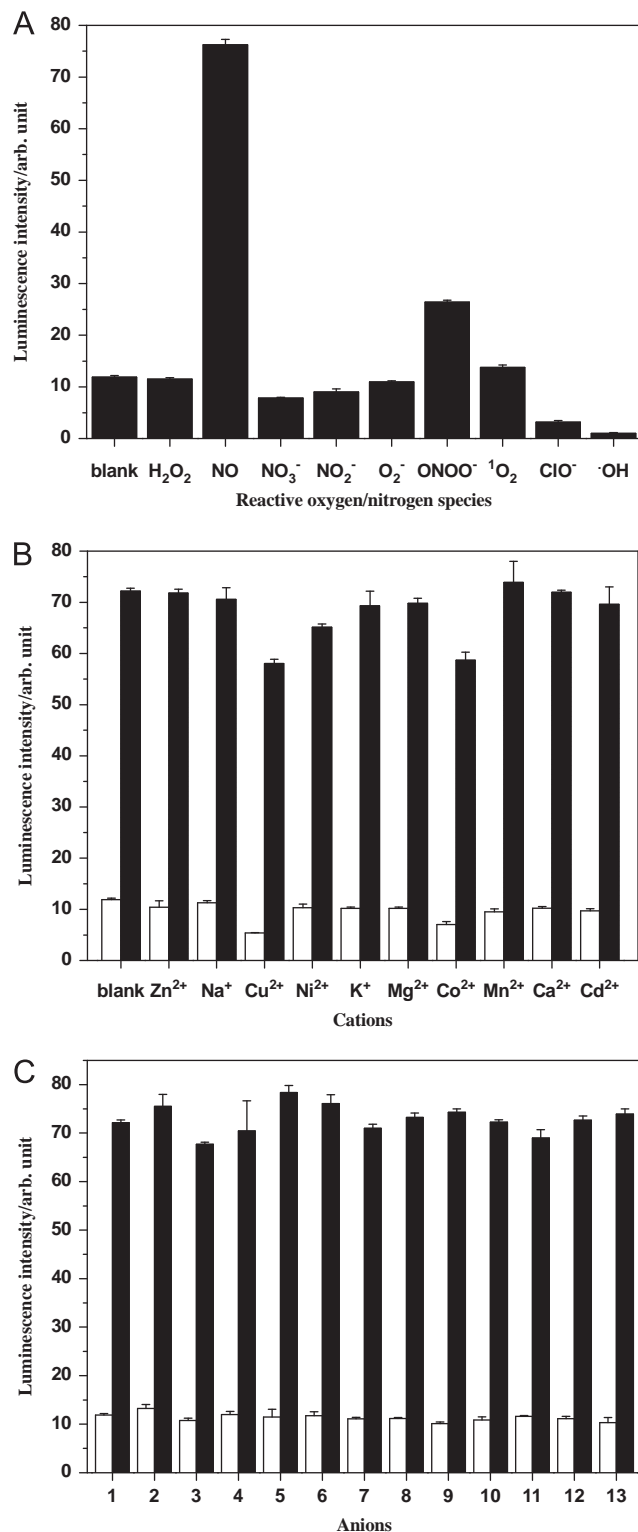 A
80
70
60
50
40
30
20
10
0
Luminescence intensity/arb. unit
blank H₂O₂ NO NO₃⁻ NO₂⁻ O₂⁻ ONOO⁻ ¹O₂ ClO⁻ ·OH
Reactive oxygen/nitrogen species
B
80
70
60
50
40
30
20
10
0
Luminescence intensity/arb. unit
blank Zn²⁺ Na⁺ Cu²⁺ Ni²⁺ K⁺ Mg²⁺ Co²⁺ Mn²⁺ Ca²⁺ Cd²⁺
Cations
C
80
70
60
50
40
30
20
10
0
Luminescence intensity/arb. unit
1 2 3 4 5 6 7 8 9 10 11 12 13
Anions